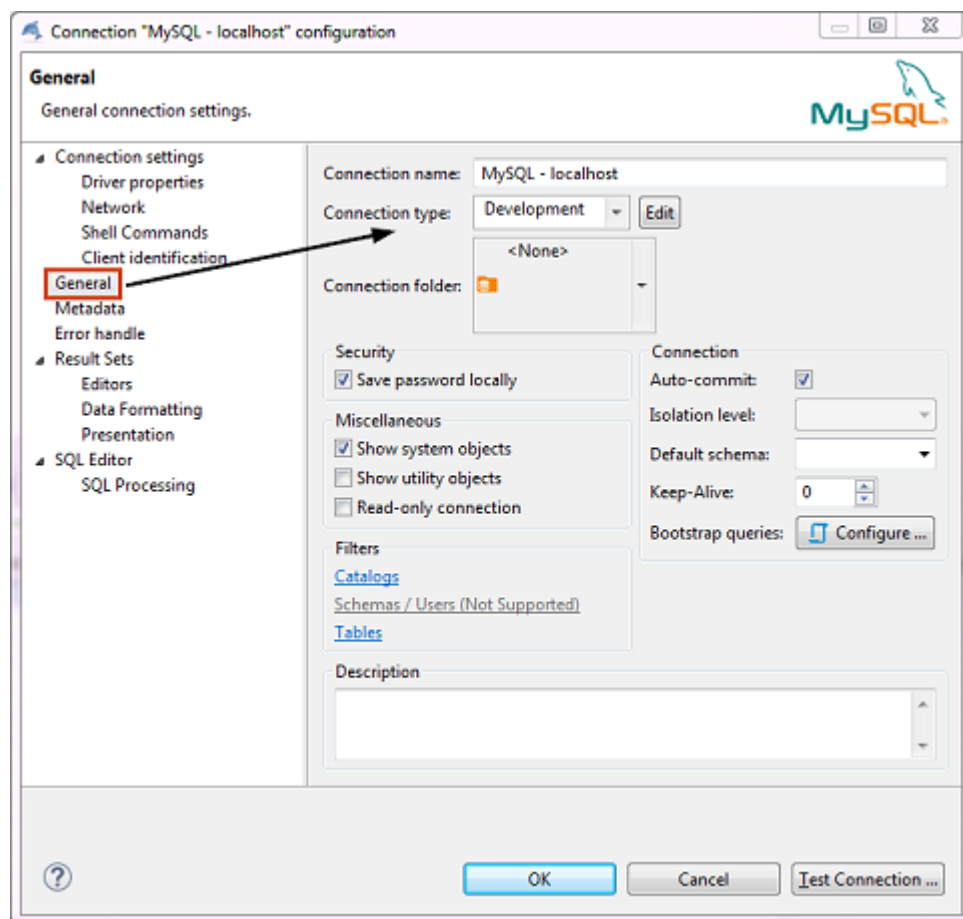 Connection "MySQL - localhost" configuration
General
General connection settings.
MySQL
Connection settings
Driver properties
Network
Shell Commands
Client identification
General
Metadata
Error handle
Result Sets
Editors
Data Formatting
Presentation
SQL Editor
SQL Processing
Connection name: MySQL - localhost
Connection type: Development Edit
<None>
Connection folder:
Security
Save password locally
Miscellaneous
Show system objects
Show utility objects
Read-only connection
Filters
Catalogs
Schemas / Users (Not Supported)
Tables
Connection
Auto-commit:
Isolation level:
Default schema:
Keep-Alive: 0
Bootstrap queries: Configure ...
Description
OK Cancel Test Connection ...